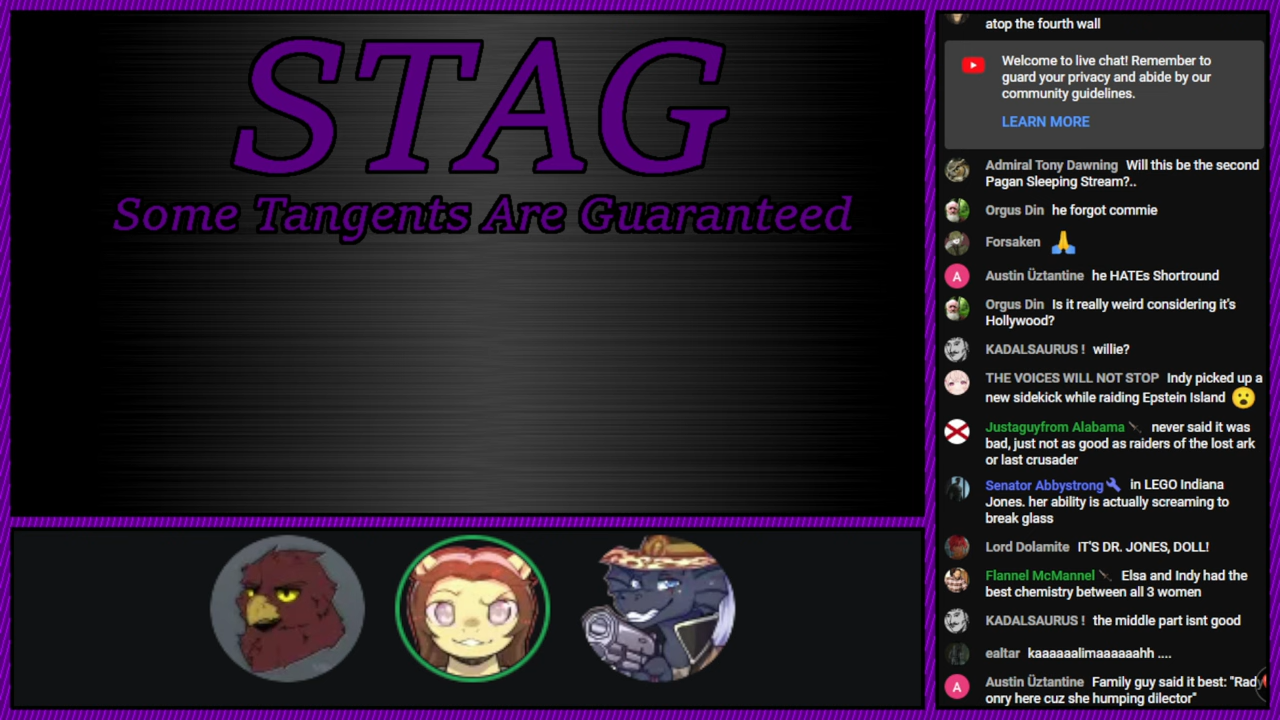 STAG
Some Tangents Are Guaranteed
atop the fourth wall
Welcome to live chat! Remember to
guard your privacy and abide by our
community guidelines.
LEARN MORE
Admiral Tony Dawning Will this be the second
Pagan Sleeping Stream?..
Orgus Din he forgot commie
Forsaken 🙏
A Austin Üztantine he HATEs Shortround
Orgus Din Is it really weird considering it's
Hollywood?
KADALSAURUS ! willie?
THE VOICES WILL NOT STOP Indy picked up a
new sidekick while raiding Epstein Island 😮
Justaguyfrom Alabama never said it was
bad, just not as good as raiders of the lost ark
or last crusader
Senator Abbystrong in LEGO Indiana
Jones. her ability is actually screaming to
break glass
Lord Dolamite IT'S DR. JONES, DOLL!
Flannel McMannel Elsa and Indy had the
best chemistry between all 3 women
KADALSAURUS ! the middle part isnt good
ealtar kaaaaaalimaaaaaahh ....
A Austin Üztantine Family guy said it best: "Rady
onry here cuz she humping dilector"